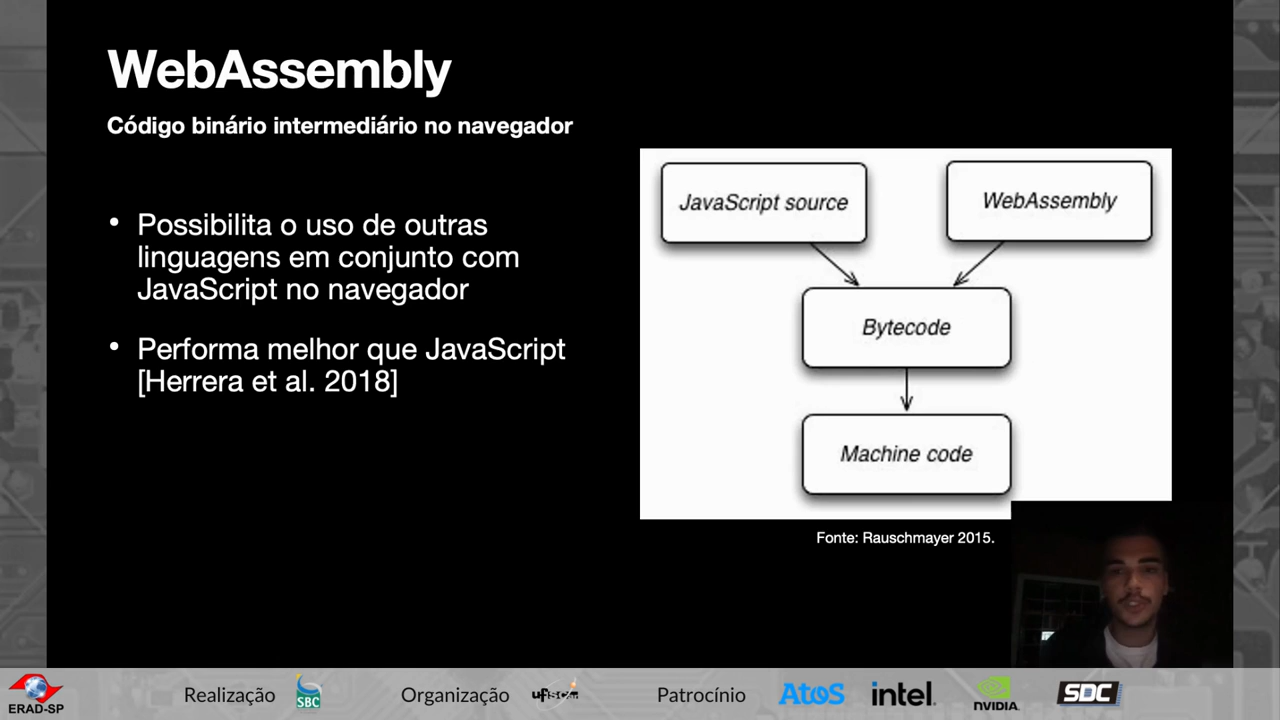 WebAssembly
Código binário intermediário no navegador
• Possibilita o uso de outras
linguagens em conjunto com
JavaScript no navegador
• Performa melhor que JavaScript
[Herrera et al. 2018]
JavaScript source
WebAssembly
Bytecode
Machine code
Fonte: Rauschmayer 2015.
ERAD-SP
Realização
SBC
Organização
ufscar
Patrocínio
Atos
intel.
NVIDIA
SDC